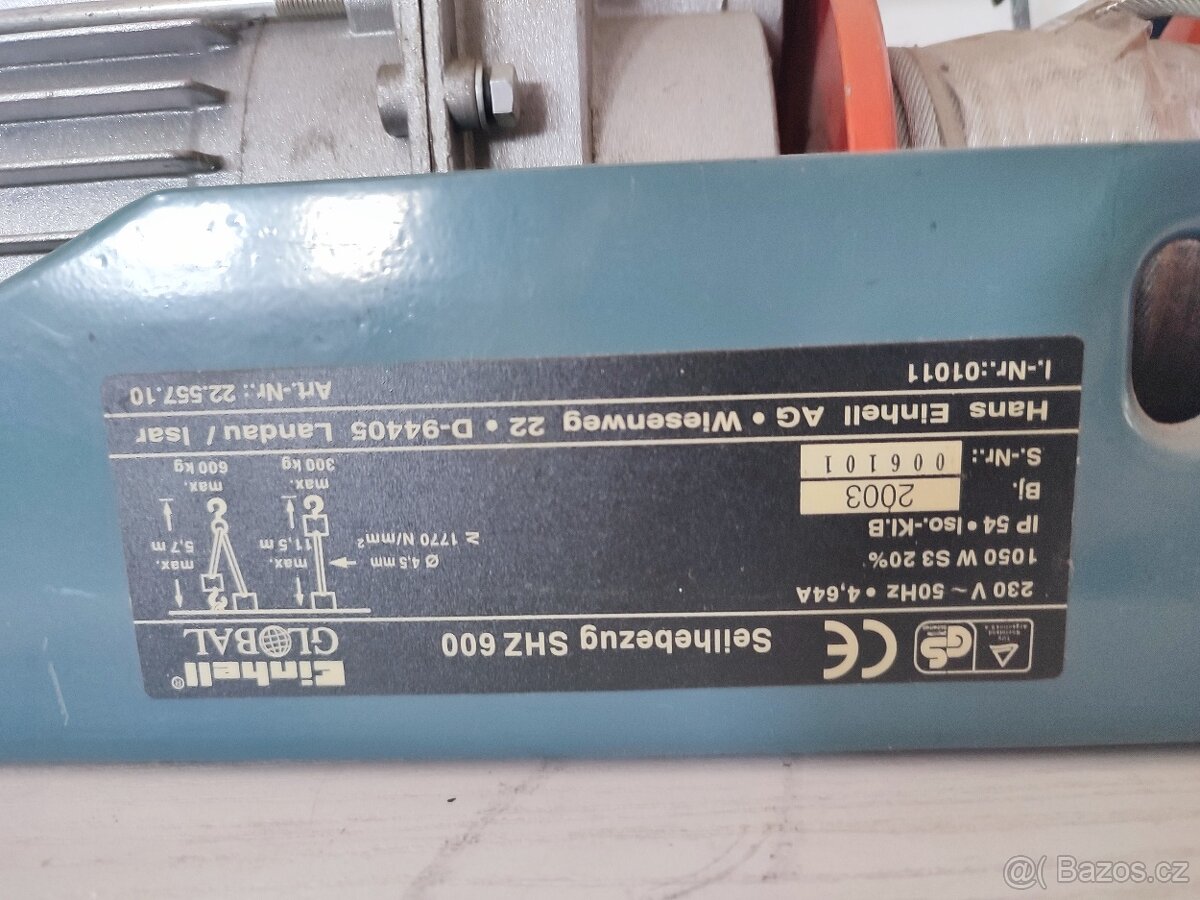 GS
CE
Seilhebezug SHZ 600
Einhell®
GLOBAL
230 V ~ 50Hz • 4,64A
1050 W S3 20%
IP 54 • Iso.-Kl.B
Bj. 2003
S.-Nr.: 006101
Ø 4,5 mm
≥ 1770 N/mm²
max.
11,5 m
max.
300 kg
max.
5,7 m
max.
600 kg
Hans Einhell AG • Wiesenweg 22 • D-94405 Landau / Isar
I.-Nr.:01011
Art.-Nr.: 22.557.10
@( Bazos.cz